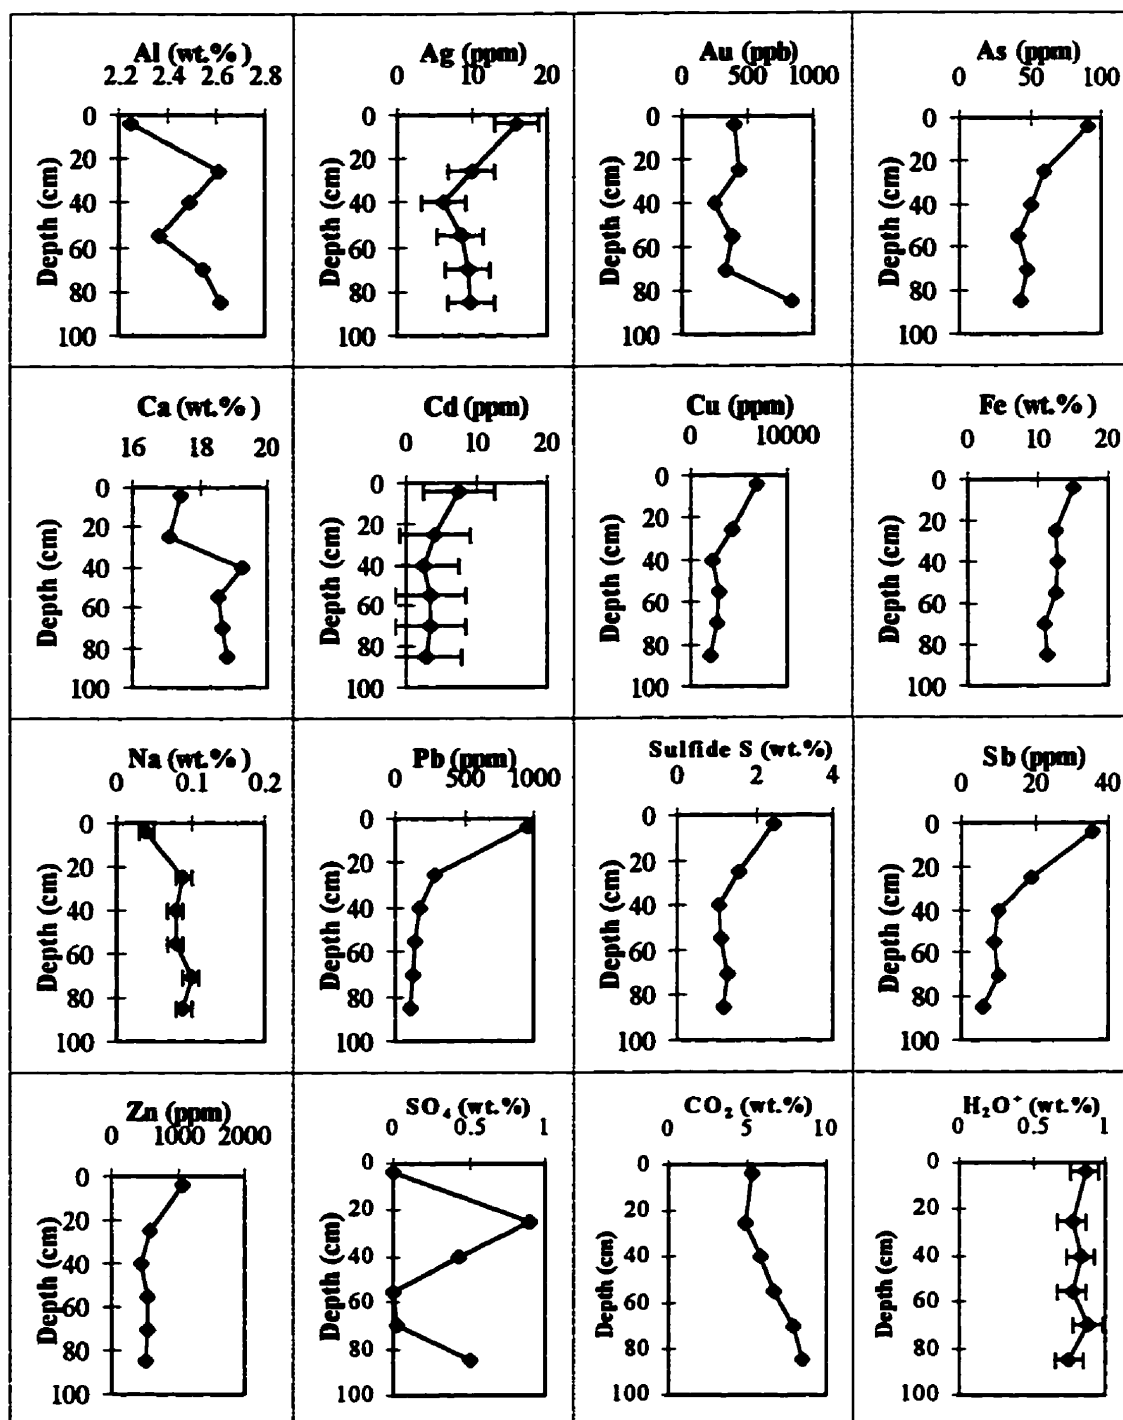 Al (wt.%)
2.2 2.4 2.6 2.8
0
20
40
60
80
100
Depth (cm)
Ag (ppm)
0 10 20
0
20
40
60
80
100
Depth (cm)
Au (ppb)
0 500 1000
0
20
40
60
80
100
Depth (cm)
As (ppm)
0 50 100
0
20
40
60
80
100
Depth (cm)
Ca (wt.%)
16 18 20
0
20
40
60
80
100
Depth (cm)
Cd (ppm)
0 10 20
0
20
40
60
80
100
Depth (cm)
Cu (ppm)
0 10000
0
20
40
60
80
100
Depth (cm)
Fe (wt.%)
0 10 20
0
20
40
60
80
100
Depth (cm)
Na (wt.%)
0 0.1 0.2
0
20
40
60
80
100
Depth (cm)
Pb (ppm)
0 500 1000
0
20
40
60
80
100
Depth (cm)
Sulfide S (wt.%)
0 2 4
0
20
40
60
80
100
Depth (cm)
Sb (ppm)
0 20 40
0
20
40
60
80
100
Depth (cm)
Zn (ppm)
0 1000 2000
0
20
40
60
80
100
Depth (cm)
SO₄ (wt.%)
0 0.5 1
0
20
40
60
80
100
Depth (cm)
CO₂ (wt.%)
0 5 10
0
20
40
60
80
100
Depth (cm)
H₂O⁺ (wt.%)
0 0.5 1
0
20
40
60
80
100
Depth (cm)